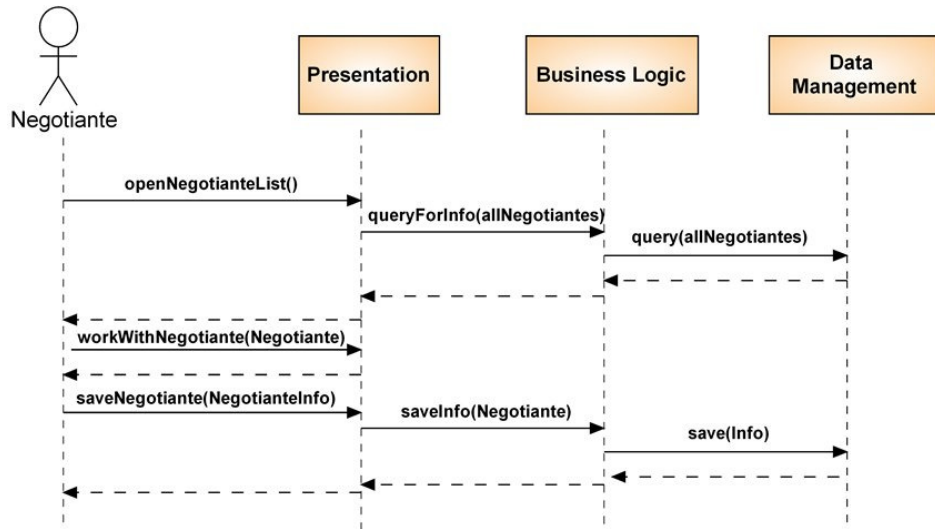 Negotiante
Presentation
Business Logic
Data
Management
openNegotianteList()
queryForInfo(allNegotiantes)
query(allNegotiantes)
workWithNegotiante(Negotiante)
saveNegotiante(NegotianteInfo)
saveInfo(Negotiante)
save(Info)